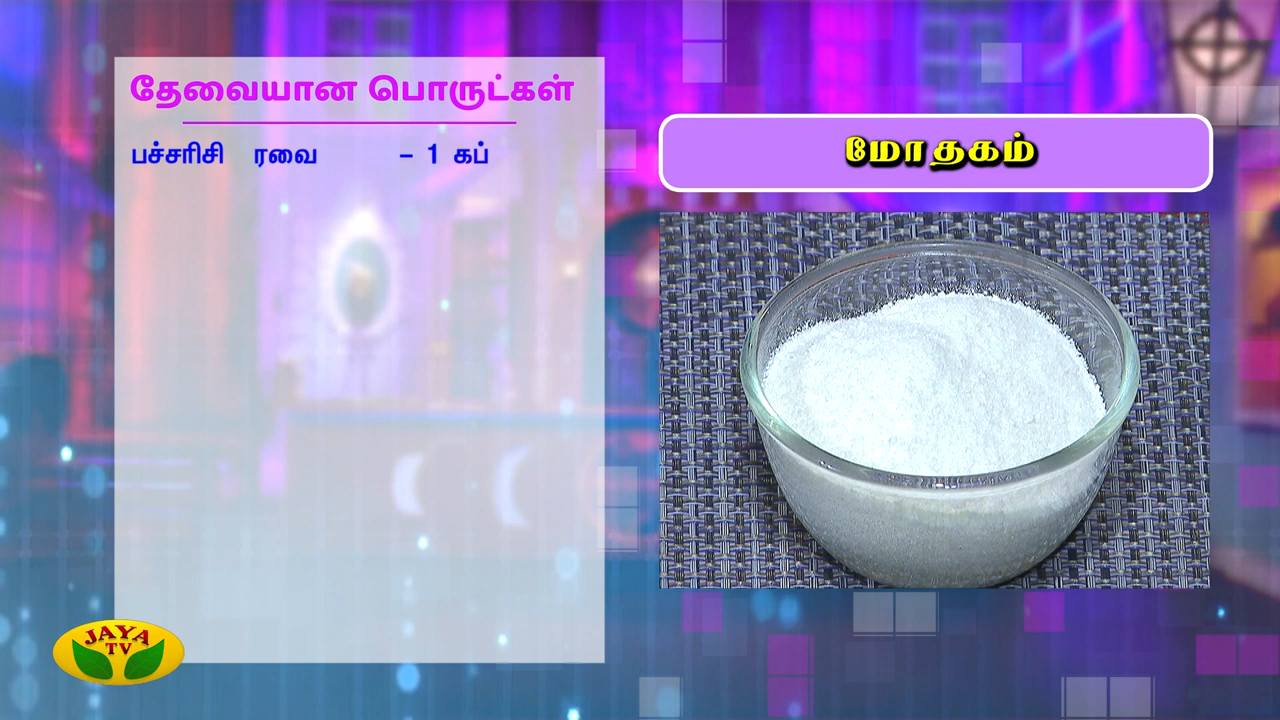 தேவையான பொருட்கள்
பச்சரிசி ரவை - 1 கப்
மோதகம்
JAYA
TV